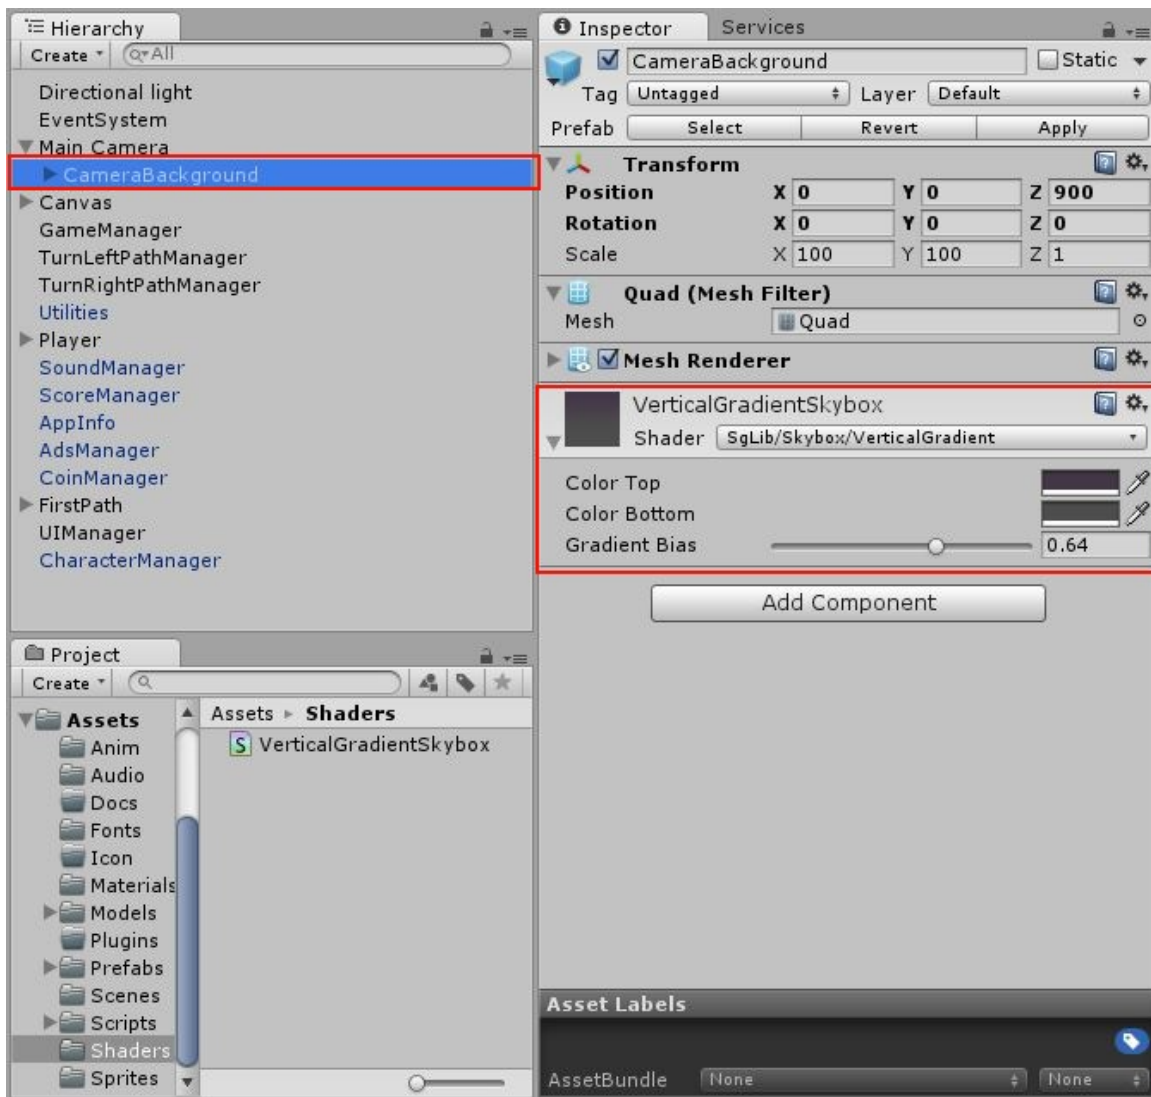 Hierarchy
Create
All
Directional light
EventSystem
Main Camera
CameraBackground
Canvas
GameManager
TurnLeftPathManager
TurnRightPathManager
Utilities
Player
SoundManager
ScoreManager
AppInfo
AdsManager
CoinManager
FirstPath
UIManager
CharacterManager
Project
Create
Assets
Anim
Audio
Docs
Fonts
Icon
Materials
Models
Plugins
Prefabs
Scenes
Scripts
Shaders
Sprites
Assets Shaders
VerticalGradientSkybox
Inspector Services
CameraBackground Static
Tag Untagged Layer Default
Prefab Select Revert Apply
Transform
Position X 0 Y 0 Z 900
Rotation X 0 Y 0 Z 0
Scale X 100 Y 100 Z 1
Quad (Mesh Filter)
Mesh Quad
Mesh Renderer
VerticalGradientSkybox
Shader SgLib/Skybox/VerticalGradient
Color Top
Color Bottom
Gradient Bias 0.64
Add Component
Asset Labels
AssetBundle None None